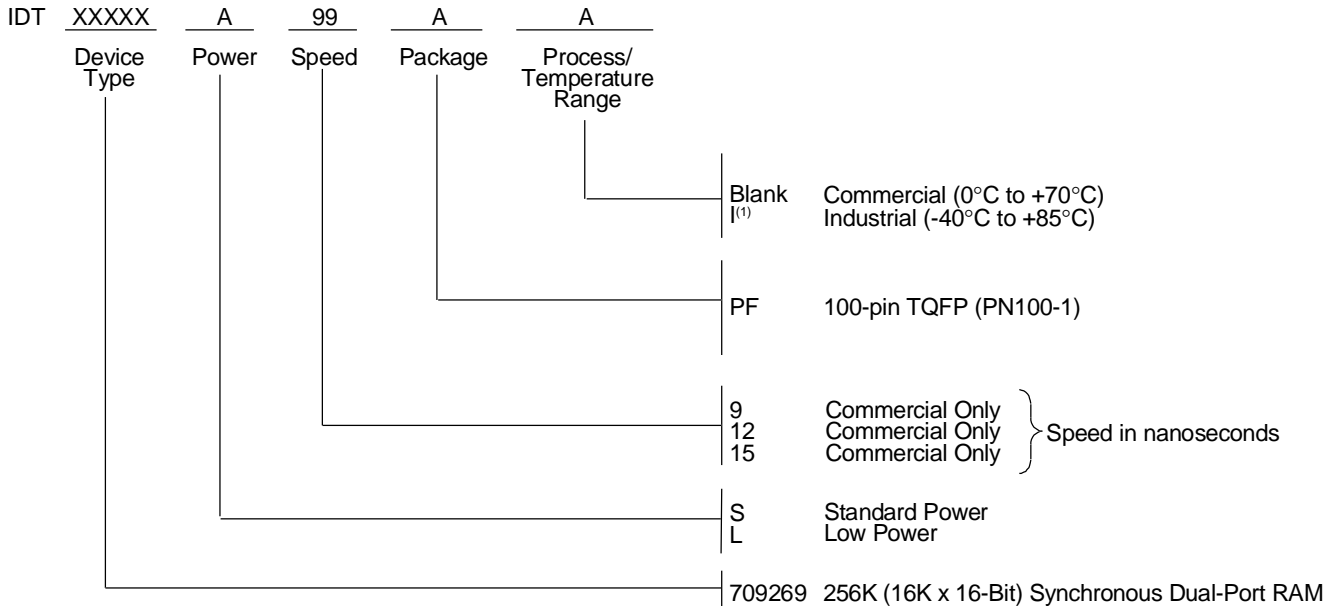 IDT XXXXX A 99 A A
Device Type Power Speed Package Process/ Temperature Range
Blank Commercial (0°C to +70°C)
I(1) Industrial (-40°C to +85°C)
PF 100-pin TQFP (PN100-1)
9 Commercial Only
12 Commercial Only Speed in nanoseconds
15 Commercial Only
S Standard Power
L Low Power
709269 256K (16K x 16-Bit) Synchronous Dual-Port RAM